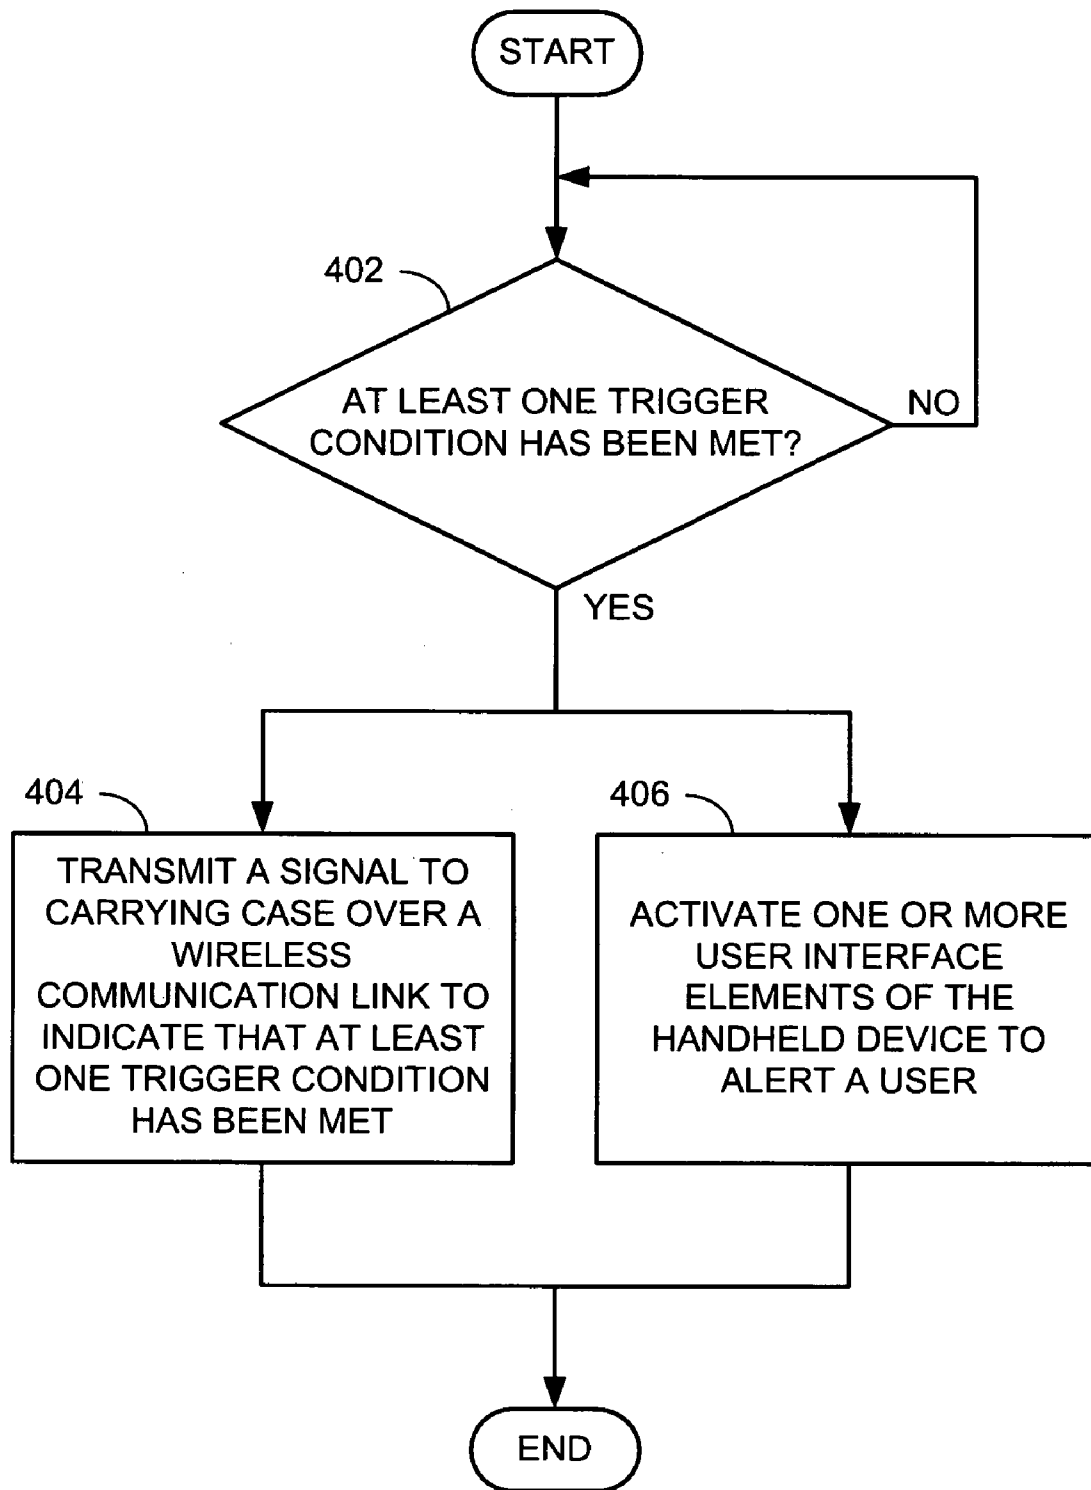 START
402
AT LEAST ONE TRIGGER
CONDITION HAS BEEN MET?
NO
YES
404
TRANSMIT A SIGNAL TO
CARRYING CASE OVER A
WIRELESS
COMMUNICATION LINK TO
INDICATE THAT AT LEAST
ONE TRIGGER CONDITION
HAS BEEN MET
406
ACTIVATE ONE OR MORE
USER INTERFACE
ELEMENTS OF THE
HANDHELD DEVICE TO
ALERT A USER
END